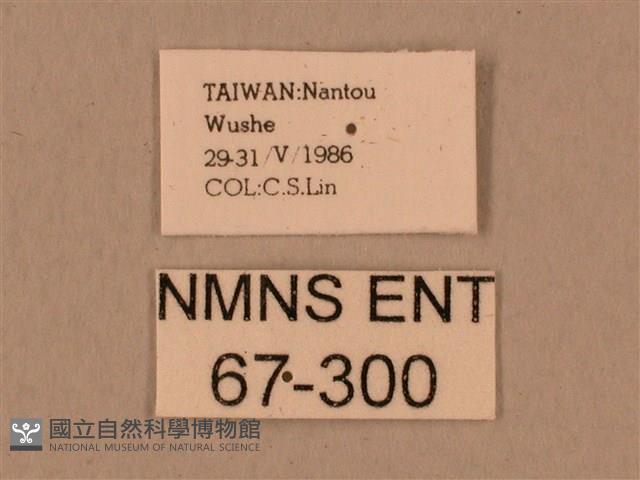 TAIWAN:Nantou
Wushe
29-31/V/1986
COL:C.S.Lin
NMNS ENT
67-300
國立自然科學博物館
NATIONAL MUSEUM OF NATURAL SCIENCE